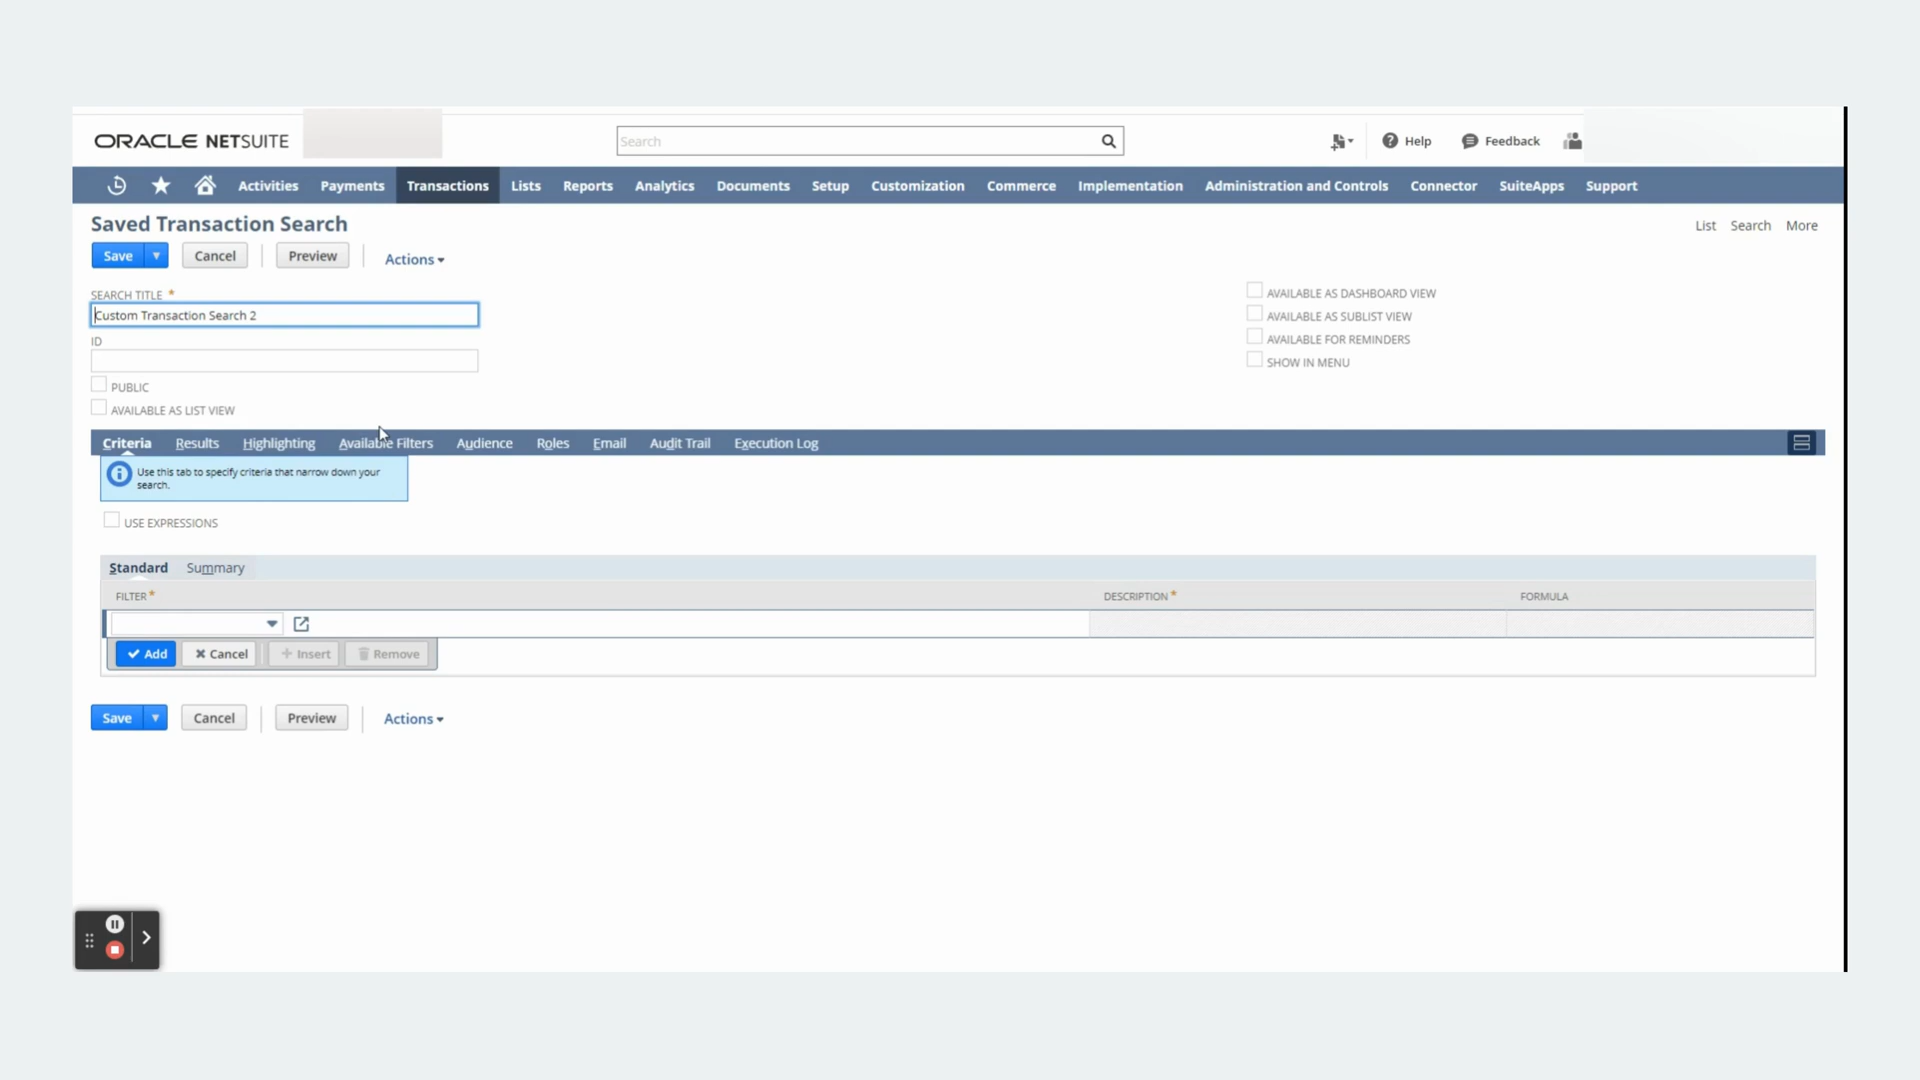 ORACLE NETSUITE
Search
Help
Feedback
Activities Payments Transactions Lists Reports Analytics Documents Setup Customization Commerce Implementation Administration and Controls Connector SuiteApps Support
Saved Transaction Search
List Search More
Save Cancel Preview Actions
SEARCH TITLE *
Custom Transaction Search 2
ID
PUBLIC
AVAILABLE AS LIST VIEW
AVAILABLE AS DASHBOARD VIEW
AVAILABLE AS SUBLIST VIEW
AVAILABLE FOR REMINDERS
SHOW IN MENU
Criteria Results Highlighting Available Filters Audience Roles Email Audit Trail Execution Log
Use this tab to specify criteria that narrow down your
search.
USE EXPRESSIONS
Standard Summary
FILTER * DESCRIPTION * FORMULA
Add Cancel Insert Remove
Save Cancel Preview Actions